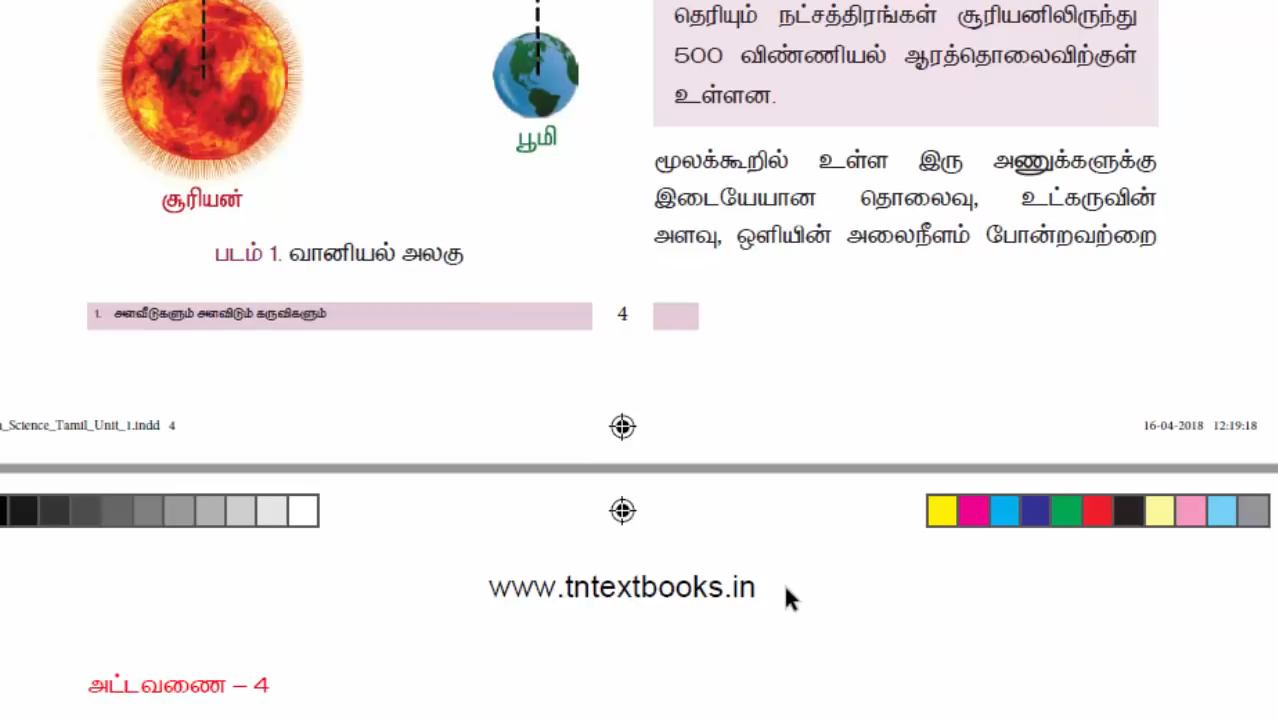 பூமி
சூரியன்
படம் 1. வானியல் அலகு
தெரியும் நட்சத்திரங்கள் சூரியனிலிருந்து
500 விண்ணியல் ஆரத்தொலைவிற்குள்
உள்ளன.
மூலக்கூறில் உள்ள இரு அணுக்களுக்கு
இடையேயான தொலைவு, உட்கருவின்
அளவு, ஒளியின் அலைநீளம் போன்றவற்றை
1. அளவீடுகளும் அளவிடும் கருவிகளும்
4
_Science_Tamil_Unit_1.indd 4
16-04-2018 12:19:18
www.tntextbooks.in
அட்டவணை – 4